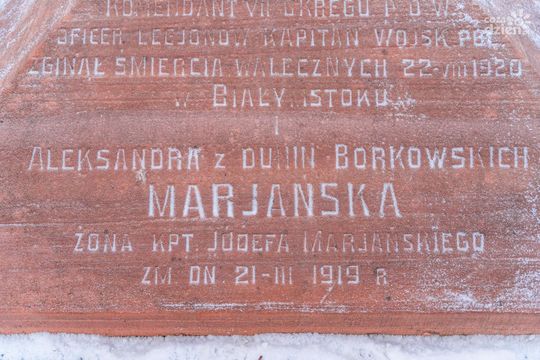 KOMENDANT VII OKRĘGU P.O.W.
OFICER LEGJONÓW KAPITAN WOJSK POL.
ZGINĄŁ ŚMIERCIĄ WALECZNYCH 22-VIII 1920
W BIAŁYMSTOKU
I
ALEKSANDRA Z DUNIN BORKOWSKICH
MARJAŃSKA
ŻONA KPT. JÓZEFA MARJAŃSKIEGO
ZM DN. 21-III 1919 R